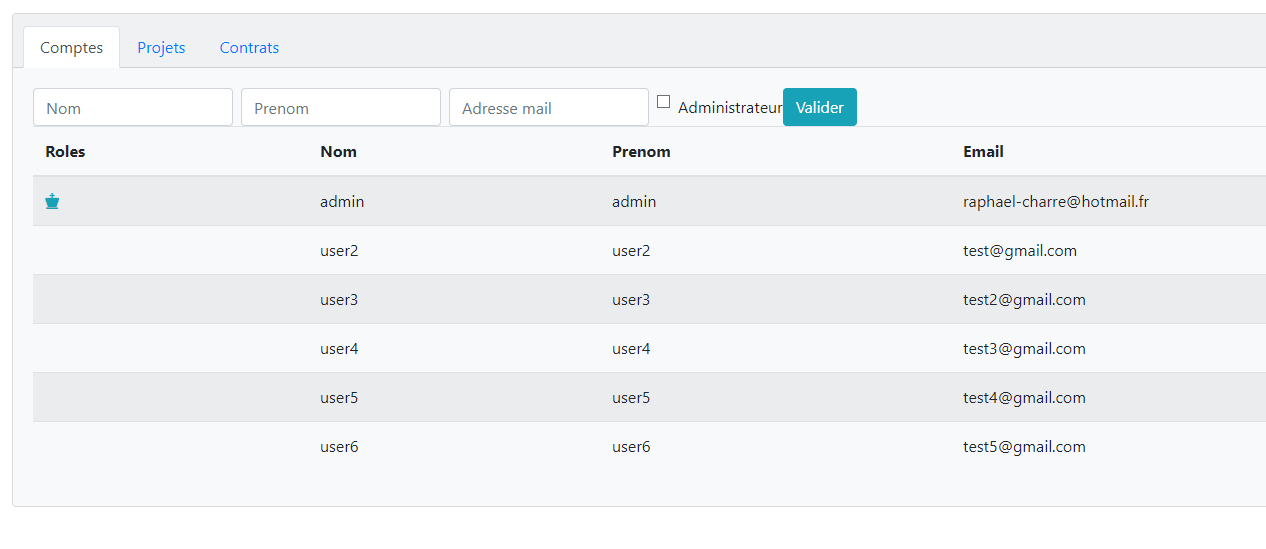 Comptes Projets Contrats
Nom Prenom Adresse mail Administrateur Valider
Roles Nom Prenom Email
admin admin raphael-charre@hotmail.fr
user2 user2 test@gmail.com
user3 user3 test2@gmail.com
user4 user4 test3@gmail.com
user5 user5 test4@gmail.com
user6 user6 test5@gmail.com